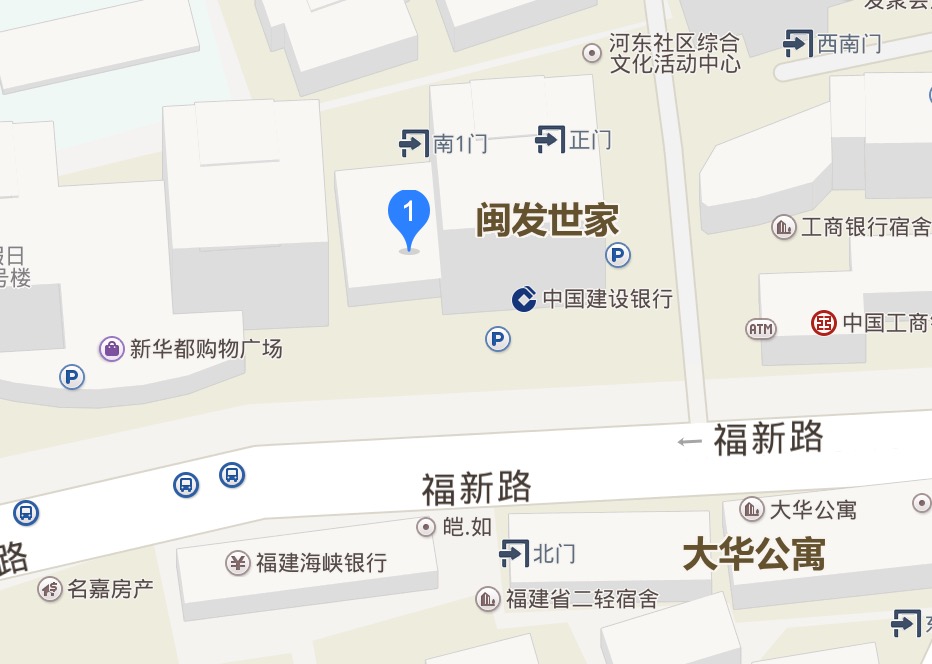 河东社区综合
文化活动中心
西南门
南1门
正门
1
闽发世家
P
工商银行宿舍
号楼
中国建设银行
P
ATM
中国工商
新华都购物广场
P
福新路
福新路
皓.如
大华公寓
路
北门
大华公寓
¥
福建海峡银行
名嘉房产
福建省二轻宿舍